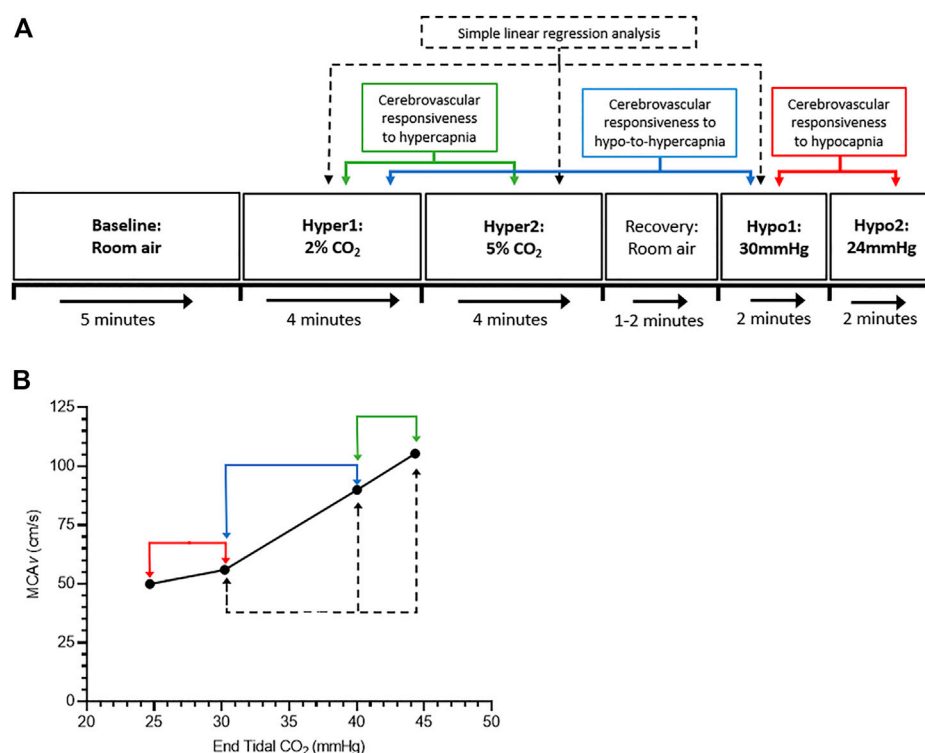 A
Simple linear regression analysis
Cerebrovascular
responsiveness
to hypercapnia
Cerebrovascular
responsiveness to
hypo-to-hypercapnia
Cerebrovascular
responsiveness
to hypocapnia
Baseline:
Room air
Hyper1:
2% CO₂
Hyper2:
5% CO₂
Recovery:
Room air
Hypo1:
30mmHg
Hypo2:
24mmHg
5 minutes
4 minutes
4 minutes
1-2 minutes
2 minutes
2 minutes
B
125
100
75
50
25
0
MCAv (cm/s)
20 25 30 35 40 45 50
End Tidal CO₂ (mmHg)